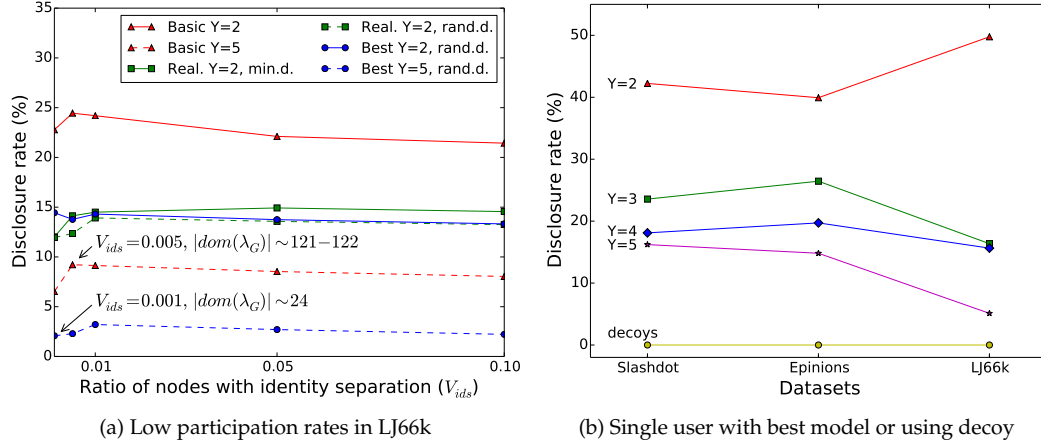 35
30
25
20
15
10
5
0
Disclosure rate (%)
Basic Y=2
Basic Y=5
Real. Y=2, min.d.
Real. Y=2, rand.d.
Best Y=2, rand.d.
Best Y=5, rand.d.
V_ids=0.005, |dom(λ_G)|∼121−122
V_ids=0.001, |dom(λ_G)|∼24
0.01
0.05
0.10
Ratio of nodes with identity separation (V_ids)
(a) Low participation rates in LJ66k
50
40
30
20
10
0
Disclosure rate (%)
Y=2
Y=3
Y=4
Y=5
decoys
Slashdot
Epinions
LJ66k
Datasets
(b) Single user with best model or using decoy